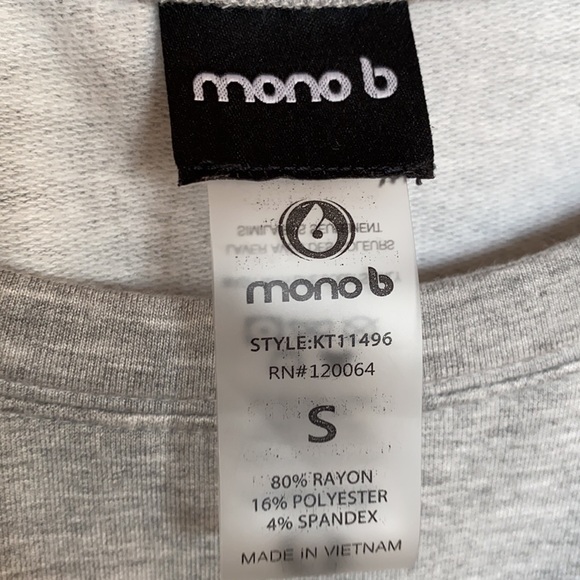 mono b
mono b
STYLE:KT11496
RN#120064
S
80% RAYON
16% POLYESTER
4% SPANDEX
MADE IN VIETNAM